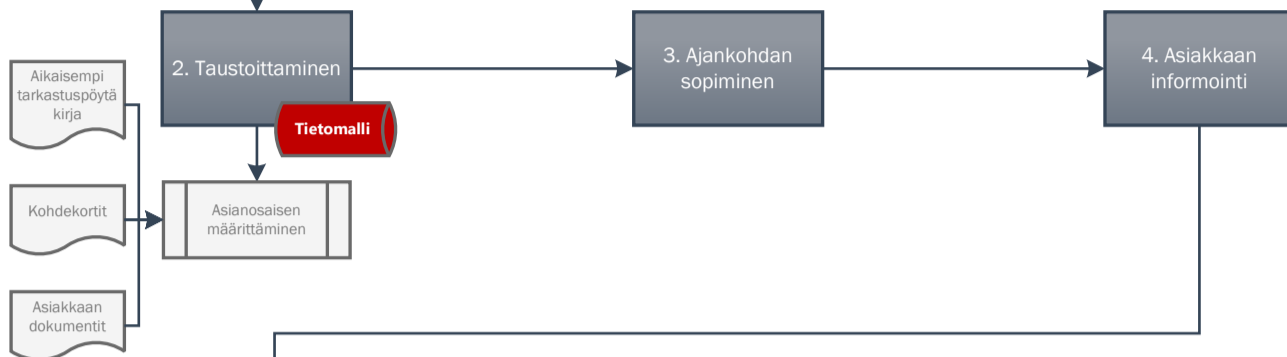 2. Taustoittaminen
3. Ajankohdan
sopiminen
4. Asiakkaan
informointi
Aikaisempi
tarkastuspöytä
kirja
Tietomalli
Kohdekortit
Asianosaisen
määrittäminen
Asiakkaan
dokumentit